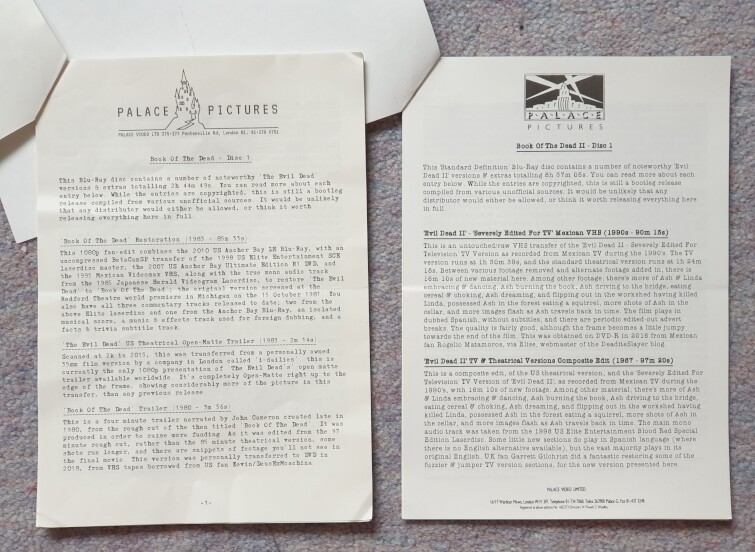 PALACE PICTURES
PALACE VIDEO LTD 275-277 Pentonville Rd, London N1. 01-278 0751
Book Of The Dead - Disc 1
This Blu-Ray disc contains a number of noteworthy 'The Evil Dead'
versions & extras totalling 2h 44m 49s. You can read more about each
entry below. While the entries are copyrighted, this is still a bootleg
release compiled from various unofficial sources. It would be unlikely
that any distributor would either be allowed, or think it worth
releasing everything here in full.
'Book Of The Dead' Restoration (1983 - 85m 33s)
This 1080p fan-edit combines the 2010 US Anchor Bay LE Blu-Ray, with an
uncompressed BetaCamSP transfer of the 1998 US Elite Entertainment SCE
laserdisc master, the 2007 US Anchor Bay Ultimate Edition R1 DVD, and
the 1993 Mexican Videomax VHS, along with the true mono audio track
from the 1985 Japanese Herald Videogram Laserdisc, to restore 'The Evil
Dead' to 'Book Of The Dead'; the original version screened at the
Redford Theatre world premiere in Michigan on the 15 October 1981. You
also have all three commentary tracks released to date; two from the
above Elite laserdisc and one from the Anchor Bay Blu-Ray, an isolated
musical score, a music & effects track used for foreign dubbing, and a
facts & trivia subtitle track.
'The Evil Dead' US Theatrical Open-Matte Trailer (1981 - 2m 14s)
Scanned at 2k in 2015, this was transferred from a personally owned
35mm film version by a company in London called 'i-dailies'. this is
currently the only 1080p presentation of 'The Evil Dead's' open matte
trailer available worldwide. It's completely Open-Matte right up to the
edge of the frame, showing considerably more of the picture in this
transfer, than any previous release.
'Book Of The Dead' Trailer (1980 - 3m 56s)
This is a four minute trailer narrated by John Cameron created late in
1980, from the rough cut of the then titled 'Book Of The Dead'. It was
produced in order to raise more funding. As it was edited from the 93
minute rough cut, rather than the 85 minute theatrical version, some
shots run longer, and there are snippets of footage you'll not see in
the final movie. This version was personally transferred to DVD in
2018, from VHS tapes borrowed from US fan Kevin/DeusExMoschina
-1-
PALACE
PICTURES
Book Of The Dead II - Disc 1
This 'Standard Definition' Blu-Ray disc contains a number of noteworthy 'Evil
Dead II' versions & extras totalling 8h 37m 06s. You can read more about each
entry below. While the entries are copyrighted, this is still a bootleg release
compiled from various unofficial sources. It would be unlikely that any
distributor would either be allowed, or think it worth releasing everything here
in full.
'Evil Dead II' - 'Severely Edited For TV' Mexican VHS (1990s - 90m 13s)
This is an untouched/raw VHS transfer of the 'Evil Dead II - Severely Edited For
Television' TV Version as recorded from Mexican TV during the 1990's. The TV
version runs at 1h 30m 39s, and the standard theatrical version runs at 1h 24m
16s. Between various footage removed and alternate footage added in, there is
16m 10s of new material here. Among other footage, there's more of Ash & Linda
embracing & dancing, Ash burning the book, Ash driving to the bridge, eating
cereal & choking, Ash dreaming, and flipping out in the workshed having killed
Linda, possessed Ash in the forest eating a squirrel, more shots of Ash in the
cellar, and more images flash as Ash travels back in time. The film plays in
dubbed Spanish, without subtitles, and there are periodic edited-out advert
breaks. The quality is fairly good, although the frame becomes a little jumpy
towards the end of the film. This was obtained on DVD-R in 2016 from Mexican
fan Rogelio Matamoros, via Elite, webmaster of the Deaditeslayer blog.
'Evil Dead II' TV & Theatrical Versions Composite Edit (1987 - 97m 20s)
This is a composite edit, of the US theatrical version, and the 'Severely Edited For
Television' TV version of 'Evil Dead II', as recorded from Mexican TV during the
1990's, with 16m 10s of new footage. Among other material, there's more of Ash
& Linda embracing & dancing, Ash burning the book, Ash driving to the bridge,
eating cereal & choking, Ash dreaming, and flipping out in the workshed having
killed Linda, possessed Ash in the forest eating a squirrel, more shots of Ash in
the cellar, and more images flash as Ash travels back in time. The main mono
audio track was taken from the 1998 US Elite Entertainment Blood Red Special
Edition Laserdisc. Some little new sections do play in Spanish language (where
there is no English alternative available), but the vast majority plays in its
original English. UK fan Garrett Gilchrist did a fantastic restoring some of the
fuzzier & jumper TV version sections, for the new version presented here.
PALACE VIDEO LIMITED